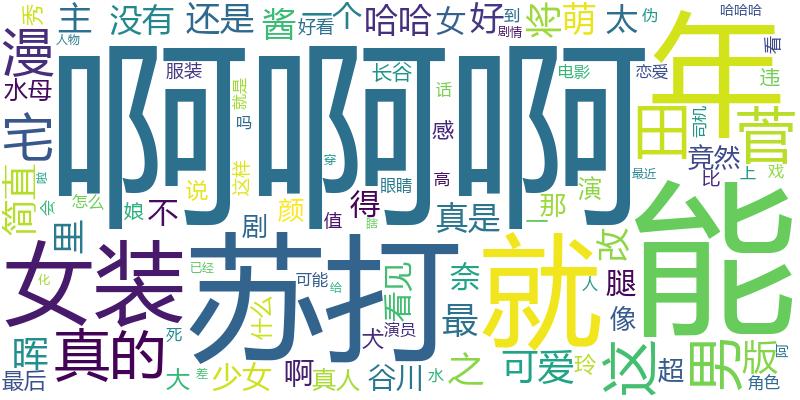 秀 主 没有 还是 酱 一个 哈哈 女 好 将 萌 太 伪 哈哈哈
人物 好看 到 剧情
漫 啊啊啊 年 看
水母 服装 就是 长谷 话 电影 恋爱 违
宅 吗 感 田 菅 司机
简直 这样 竟然
会 怎么 说 穿 眼睛 高 比 上 戏
娘 不 颜 值 得 真是 一 那 演 最近
里 剧 改
女装 苏打 就 能
已经 什么 可能 给 看见 奈 人 腿
化 真的 死 犬 演员 最 像 这 男 版
晖 啊 可爱 超
最后 大 差 少女 真人 谷川 水 之 玲 角色